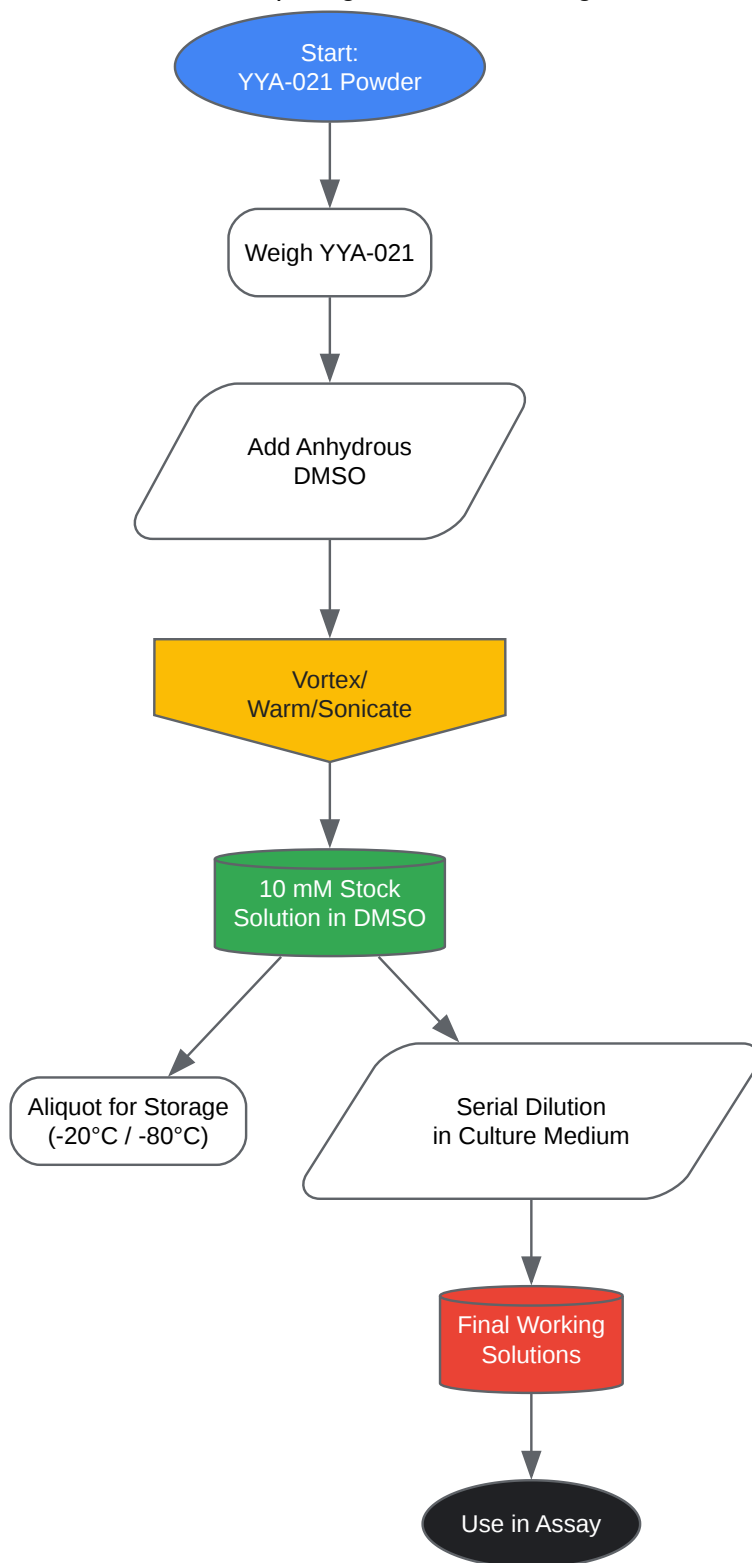 Start:
YYA-021 Powder
Weigh YYA-021
Add Anhydrous
DMSO
Vortex/
Warm/Sonicate
10 mM Stock
Solution in DMSO
Aliquot for Storage
(-20°C / -80°C)
Serial Dilution
in Culture Medium
Final Working
Solutions
Use in Assay